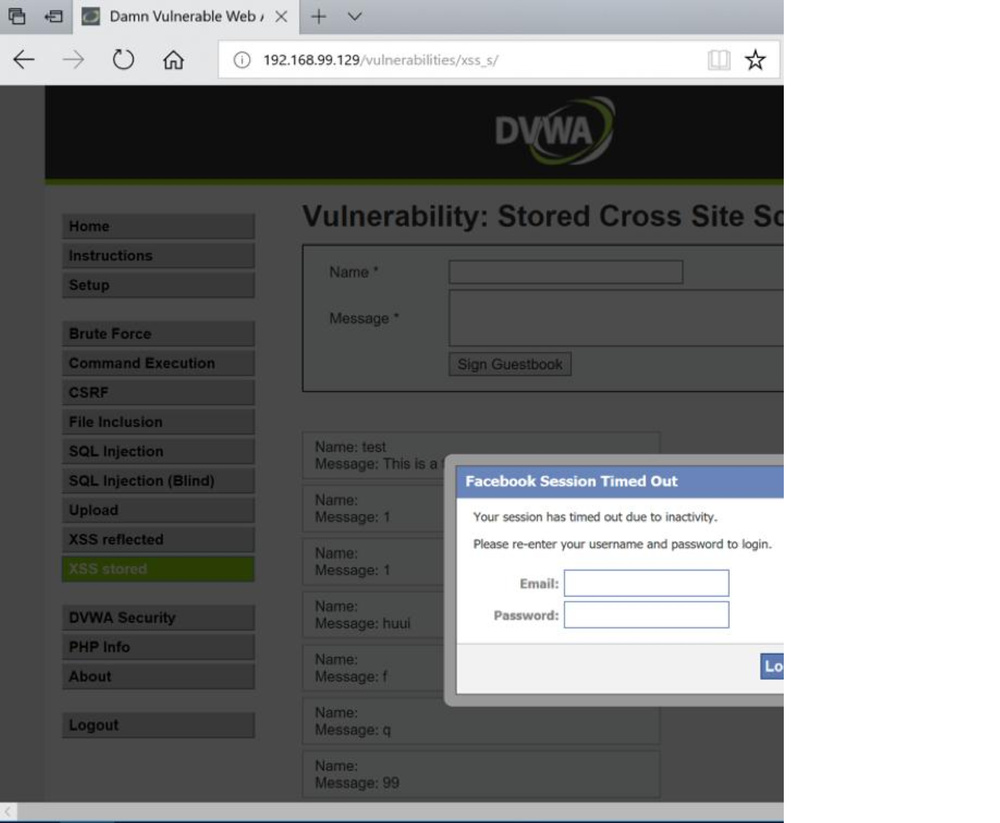 Damn Vulnerable Web
192.168.99.129/vulnerabilities/xss_s/
DVWA
Home
Instructions
Setup
Brute Force
Command Execution
CSRF
File Inclusion
SQL Injection
SQL Injection (Blind)
Upload
XSS reflected
XSS stored
DVWA Security
PHP Info
About
Logout
Vulnerability: Stored Cross Site Sc
Name *
Message *
Sign Guestbook
Name: test
Message: This is a
Name:
Message: 1
Name:
Message: 1
Name:
Message: huui
Name:
Message: f
Name:
Message: q
Name:
Message: 99
Facebook Session Timed Out
Your session has timed out due to inactivity.
Please re-enter your username and password to login.
Email:
Password:
Lo